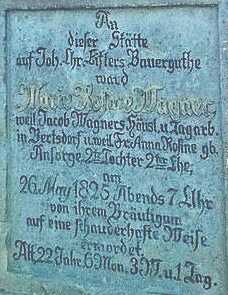 An
dieser Stätte
auf Joh. Chr. Eiflers Bauerguthe
ward
Marie Rosine Wagner,
weil. Jacob Wagners Häusl. u. Tagarb.
in Bertsdorf u. weil. Fr. Anna Rosine gb.
Ansorge 2te Tochter 2ter Ehe,
am
26. May 1825 Abends 7 Uhr
von ihrem Bräutigam
auf eine schauderhafte Weise
ermordet.
Alt 22 Jahr 6 Mon. 3 W. u. 1 Tag.